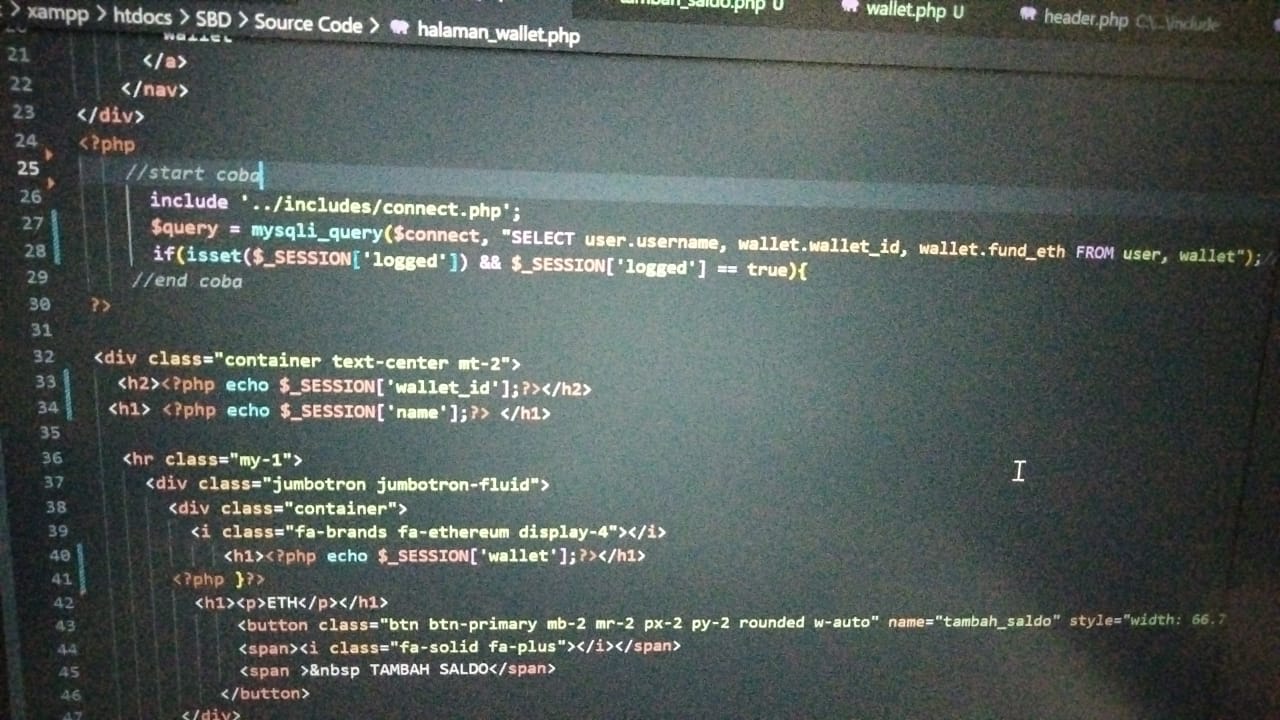 xampp > htdocs > SBD > Source Code > halaman_wallet.php
tambah_saldo.php U
wallet.php U
header.php C:\...\include
wallet
21 </a>
22 </nav>
23 </div>
24 <?php
25 //start coba
26 include '../includes/connect.php';
27 $query = mysqli_query($connect, "SELECT user.username, wallet.wallet_id, wallet.fund_eth FROM user, wallet");
28 if(isset($_SESSION['logged']) && $_SESSION['logged'] == true){
29 //end coba
30 ?>
31
32 <div class="container text-center mt-2">
33 <h2><?php echo $_SESSION['wallet_id'];?></h2>
34 <h1> <?php echo $_SESSION['name'];?> </h1>
35
36 <hr class="my-1">
37 <div class="jumbotron jumbotron-fluid">
38 <div class="container">
39 <i class="fa-brands fa-ethereum display-4"></i>
40 <h1><?php echo $_SESSION['wallet'];?></h1>
41 <?php }?>
42 <h1><p>ETH</p></h1>
43 <button class="btn btn-primary mb-2 mr-2 px-2 py-2 rounded w-auto" name="tambah_saldo" style="width: 66.7
44 <span><i class="fa-solid fa-plus"></i></span>
45 <span >&nbsp TAMBAH SALDO</span>
46 </button>
47 </div>